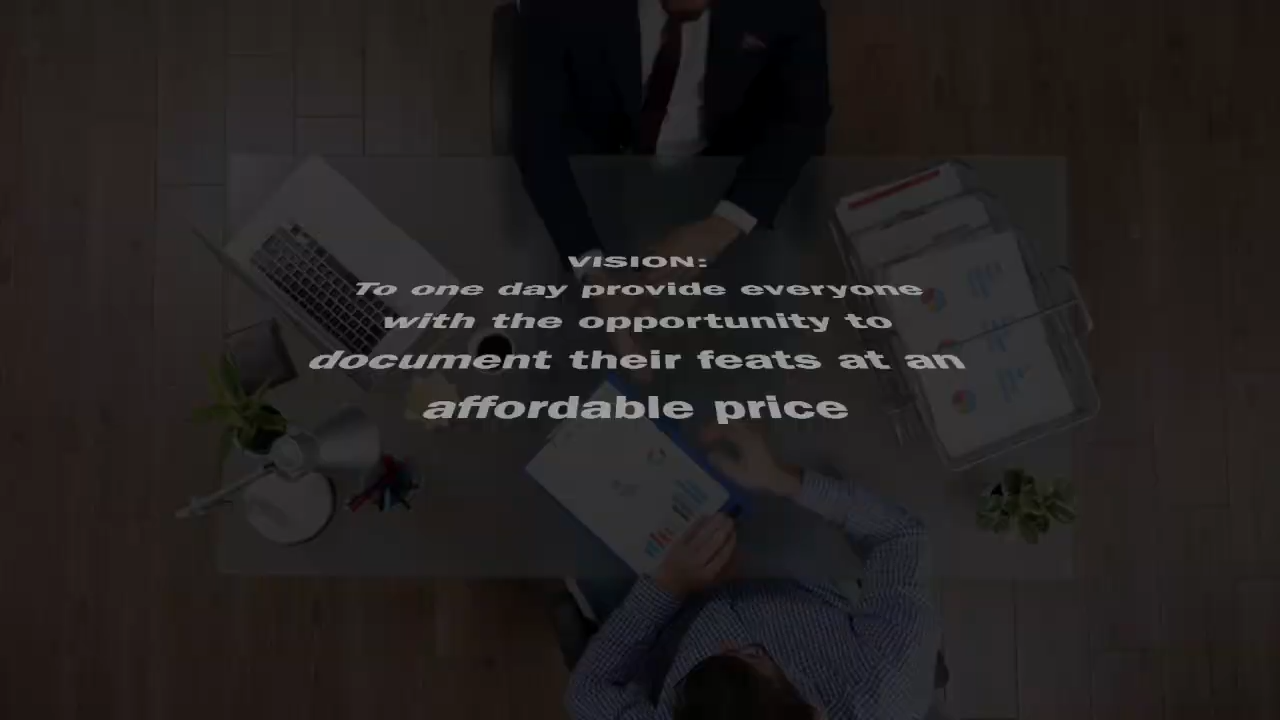 VISION:
To one day provide everyone
with the opportunity to
document their feats at an
affordable price